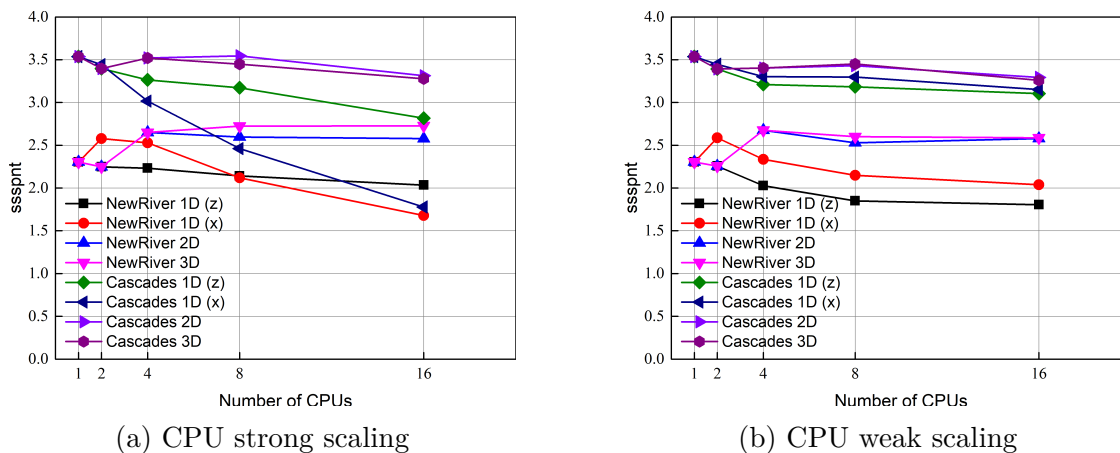 4.0
3.5
3.0
2.5
2.0
1.5
1.0
0.5
0.0
sssspnt
NewRiver 1D (z)
NewRiver 1D (x)
NewRiver 2D
NewRiver 3D
Cascades 1D (z)
Cascades 1D (x)
Cascades 2D
Cascades 3D
1 2 4 8 16
Number of CPUs
(a) CPU strong scaling
4.0
3.5
3.0
2.5
2.0
1.5
1.0
0.5
0.0
sssspnt
NewRiver 1D (z)
NewRiver 1D (x)
NewRiver 2D
NewRiver 3D
Cascades 1D (z)
Cascades 1D (x)
Cascades 2D
Cascades 3D
1 2 4 8 16
Number of CPUs
(b) CPU weak scaling